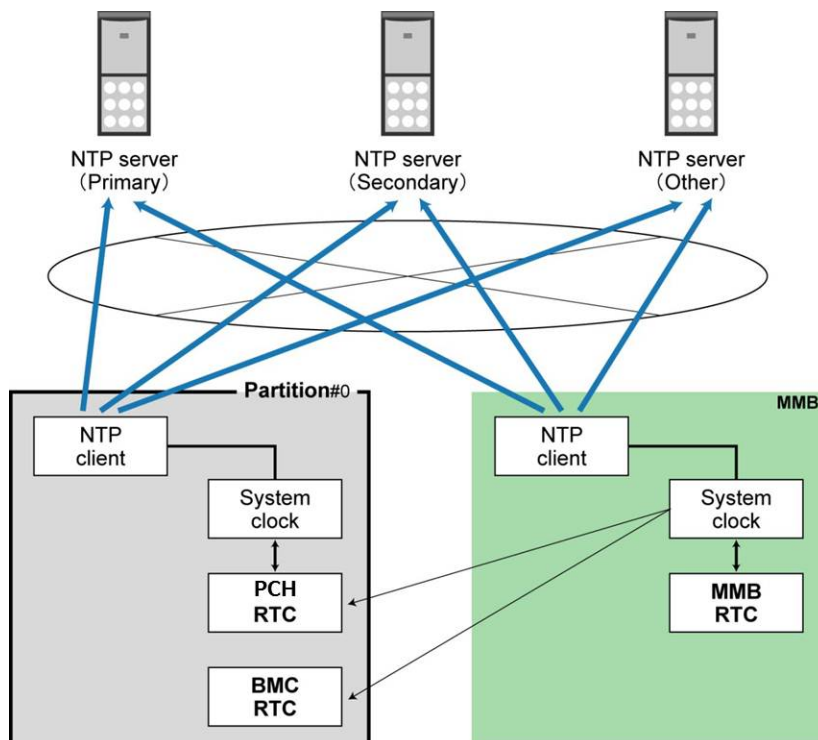 NTP server
(Primary)
NTP server
(Secondary)
NTP server
(Other)
Partition#0
NTP
client
System
clock
PCH
RTC
BMC
RTC
MMB
NTP
client
System
clock
MMB
RTC